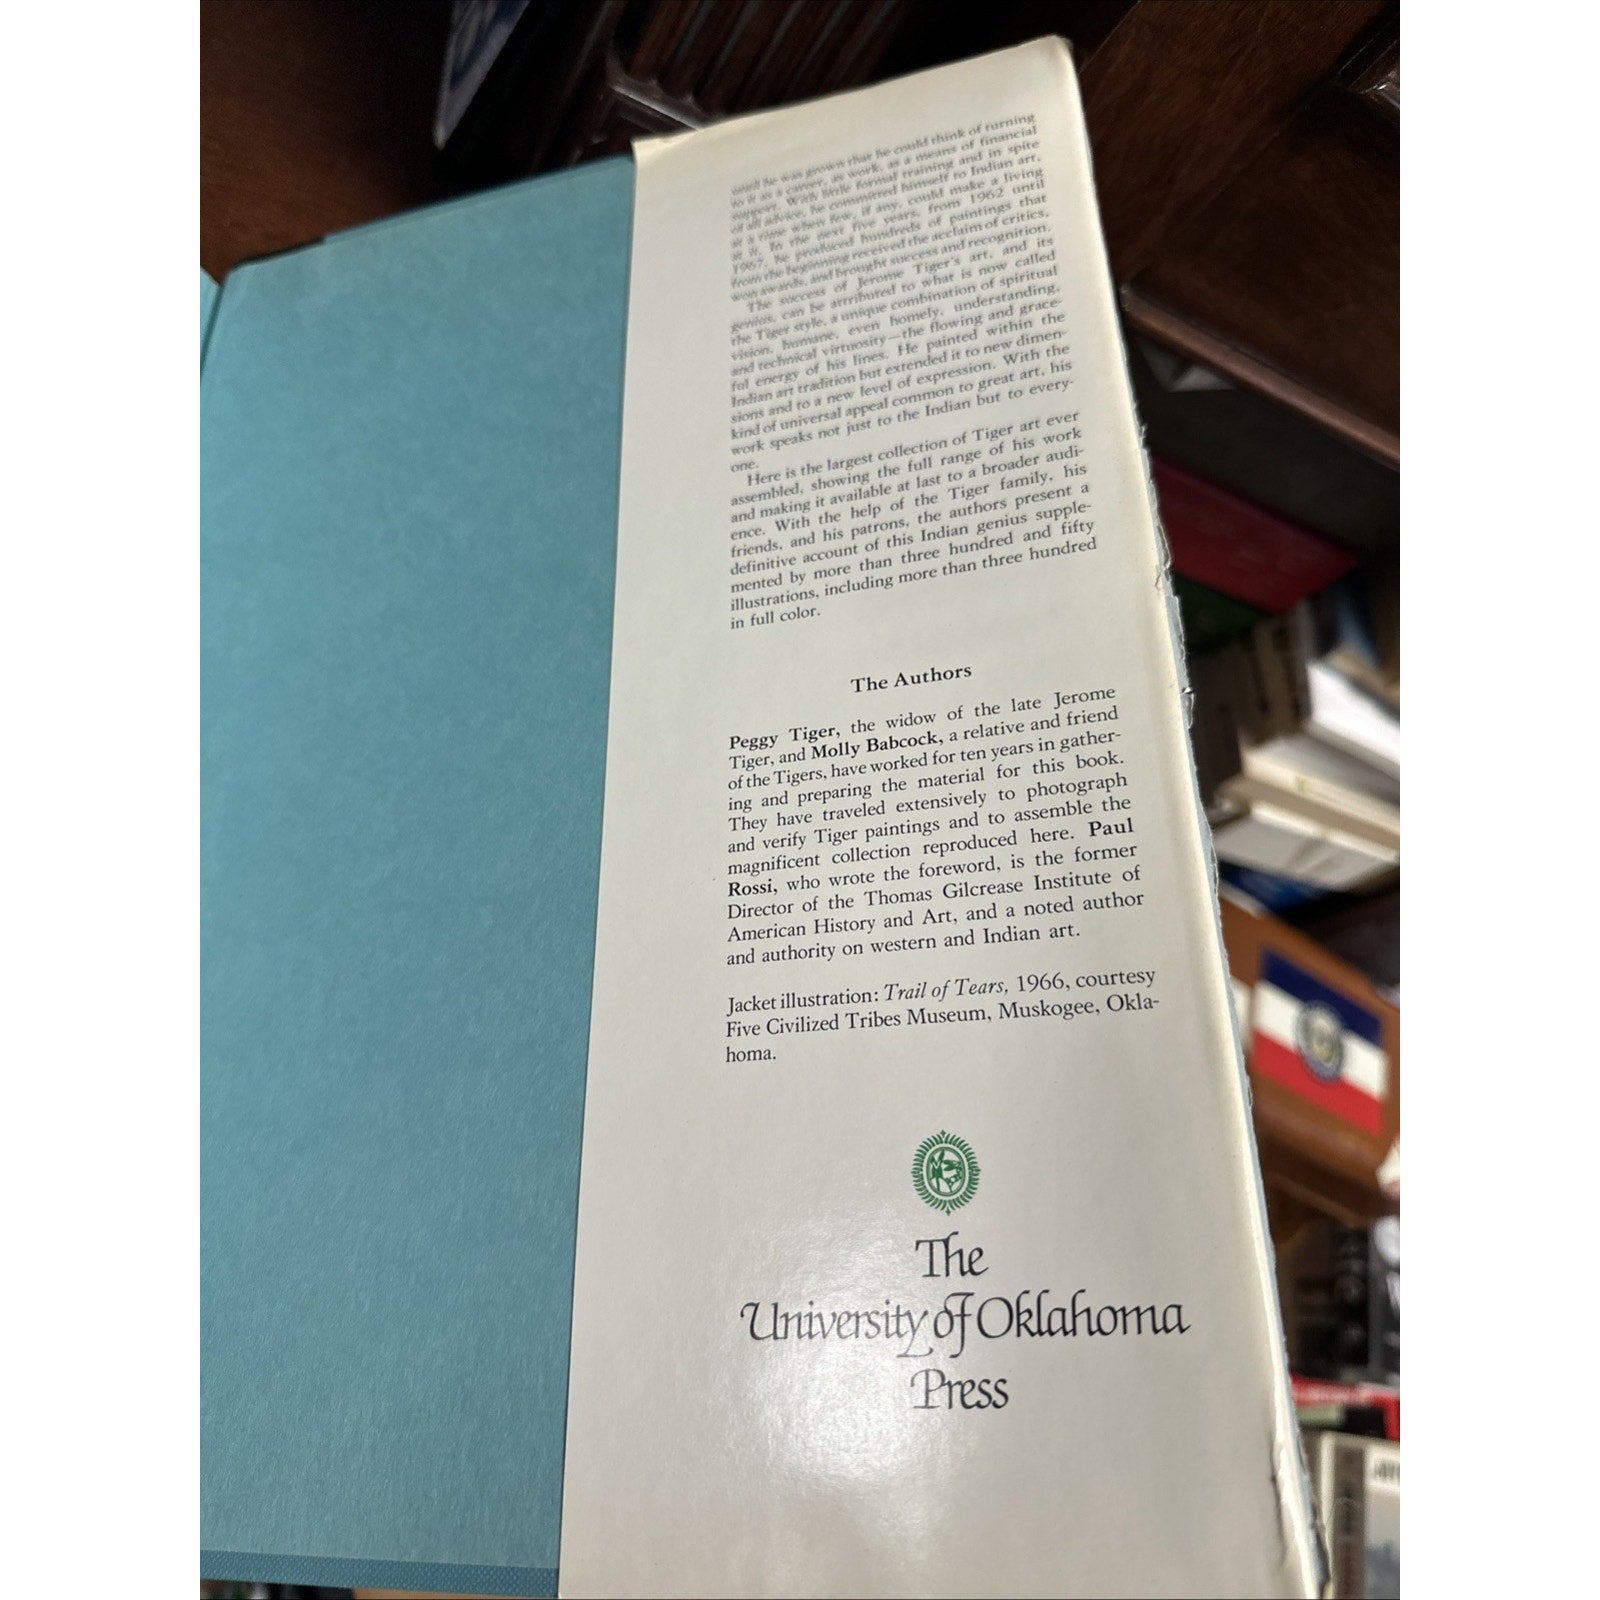 until he was grown that he could think of turning
to it as a career, as work, as a means of financial
support. With little formal training and in spite
of all advice, he committed himself to Indian art,
at a time when few, if any, could make a living
at it. In the next five years, from 1962 until
1967, he produced hundreds of paintings that
from the beginning received the acclaim of critics,
won awards, and brought success and recognition.
The success of Jerome Tiger's art, and its
genius, can be attributed to what is now called
the Tiger style, a unique combination of spiritual
vision, humane, even homely, understanding,
and technical virtuosity—the flowing and grace-
ful energy of his lines. He painted within the
Indian art tradition but extended it to new dimen-
sions and to a new level of expression. With the
kind of universal appeal common to great art, his
work speaks not just to the Indian but to every-
one.
Here is the largest collection of Tiger art ever
assembled, showing the full range of his work
and making it available at last to a broader audi-
ence. With the help of the Tiger family, his
friends, and his patrons, the authors present a
definitive account of this Indian genius supple-
mented by more than three hundred and fifty
illustrations, including more than three hundred
in full color.
The Authors
Peggy Tiger, the widow of the late Jerome
Tiger, and Molly Babcock, a relative and friend
of the Tigers, have worked for ten years in gather-
ing and preparing the material for this book.
They have traveled extensively to photograph
and verify Tiger paintings and to assemble the
magnificent collection reproduced here. Paul
Rossi, who wrote the foreword, is the former
Director of the Thomas Gilcrease Institute of
American History and Art, and a noted author
and authority on western and Indian art.
Jacket illustration: Trail of Tears, 1966, courtesy
Five Civilized Tribes Museum, Muskogee, Okla-
homa.
The
University of Oklahoma
Press